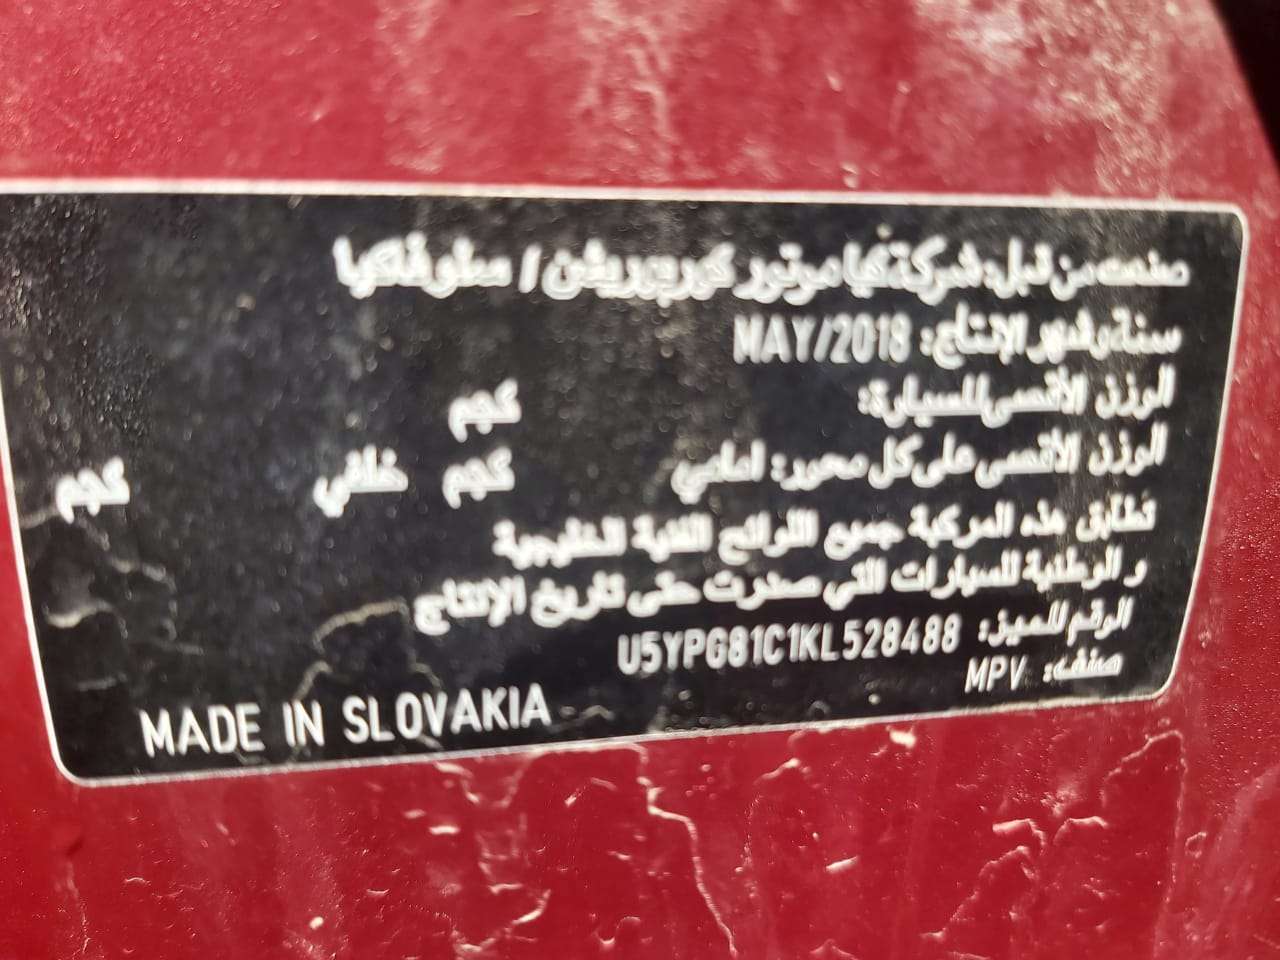 صنعت من قبل: شركة كيا موتور كوربوريشن / سلوفاكيا
سنة وشهر الإنتاج: MAY/2018
الوزن الأقصى للسيارة: كجم
الوزن الأقصى على كل محور: امامي كجم خلفي كجم
تطابق هذه المركبة جميع اللوائح الفنية الخليجية
و الوطنية للسيارات التي صدرت حتى تاريخ الإنتاج
الرقم المميز: U5YPG81C1KL528488
صنف: MPV
MADE IN SLOVAKIA